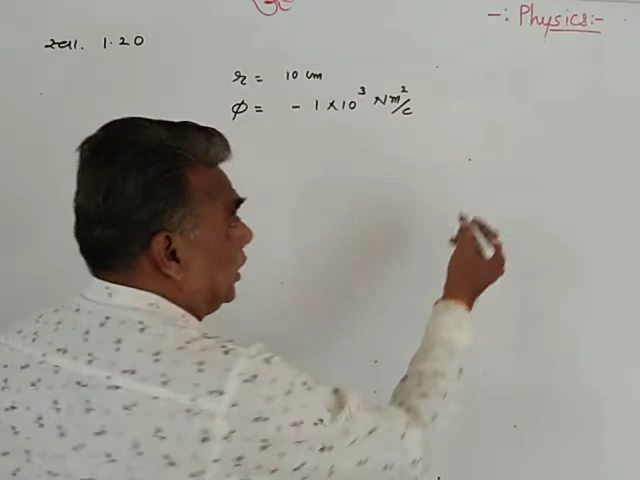 -: Physics:-
સ્વા. 1.20
r = 10 cm
φ = - 1 × 10³ Nm²/c